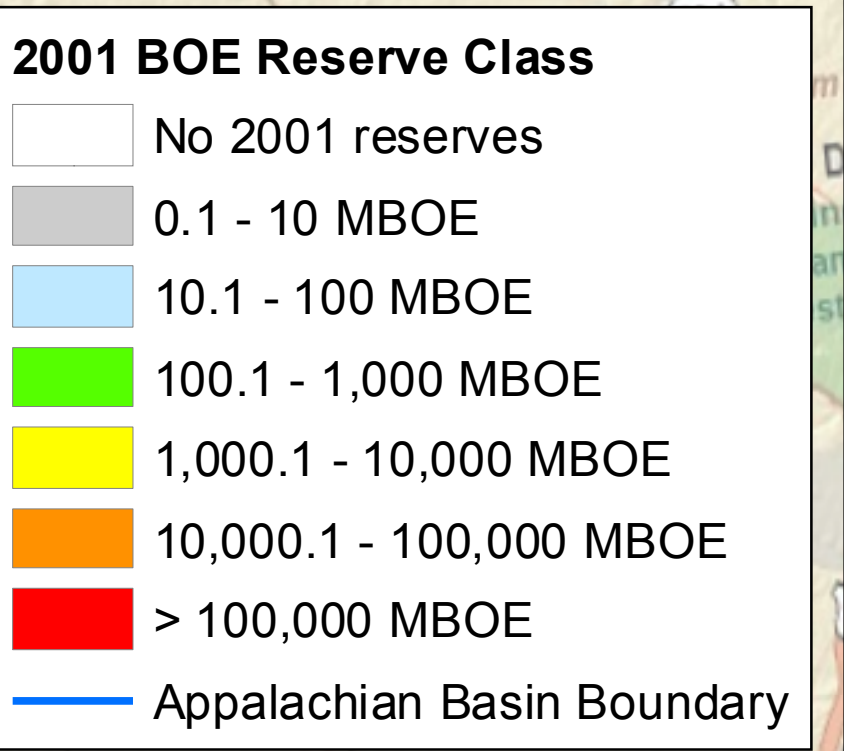 2001 BOE Reserve Class
No 2001 reserves
0.1 - 10 MBOE
10.1 - 100 MBOE
100.1 - 1,000 MBOE
1,000.1 - 10,000 MBOE
10,000.1 - 100,000 MBOE
> 100,000 MBOE
Appalachian Basin Boundary